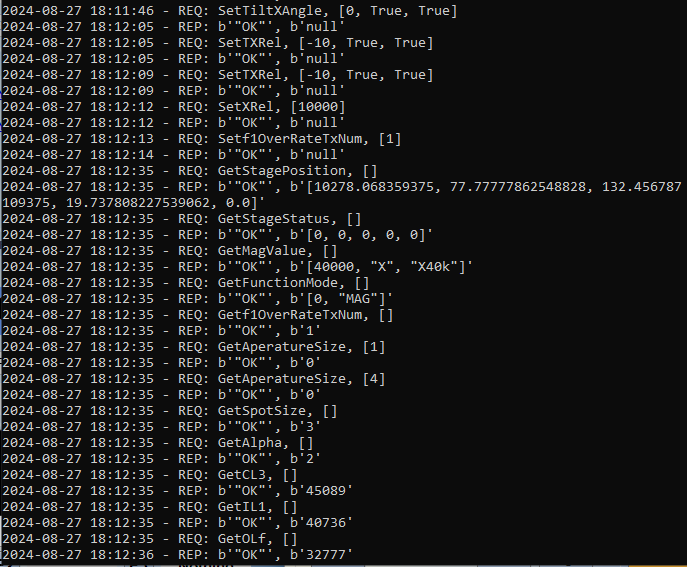 2024-08-27 18:11:46 - REQ: SetTiltXAngle, [0, True, True]
2024-08-27 18:12:05 - REP: b'"OK"', b'null'
2024-08-27 18:12:05 - REQ: SetTXRel, [-10, True, True]
2024-08-27 18:12:05 - REP: b'"OK"', b'null'
2024-08-27 18:12:09 - REQ: SetTXRel, [-10, True, True]
2024-08-27 18:12:09 - REP: b'"OK"', b'null'
2024-08-27 18:12:12 - REQ: SetXRel, [10000]
2024-08-27 18:12:12 - REP: b'"OK"', b'null'
2024-08-27 18:12:13 - REQ: Setf1OverRateTxNum, [1]
2024-08-27 18:12:14 - REP: b'"OK"', b'null'
2024-08-27 18:12:35 - REQ: GetStagePosition, []
2024-08-27 18:12:35 - REP: b'"OK"', b'[10278.068359375, 77.77777862548828, 132.456787
109375, 19.737808227539062, 0.0]'
2024-08-27 18:12:35 - REQ: GetStageStatus, []
2024-08-27 18:12:35 - REP: b'"OK"', b'[0, 0, 0, 0, 0]'
2024-08-27 18:12:35 - REQ: GetMagValue, []
2024-08-27 18:12:35 - REP: b'"OK"', b'[40000, "X", "X40k"]'
2024-08-27 18:12:35 - REQ: GetFunctionMode, []
2024-08-27 18:12:35 - REP: b'"OK"', b'[0, "MAG"]'
2024-08-27 18:12:35 - REQ: Getf1OverRateTxNum, []
2024-08-27 18:12:35 - REP: b'"OK"', b'1'
2024-08-27 18:12:35 - REQ: GetAperatureSize, [1]
2024-08-27 18:12:35 - REP: b'"OK"', b'0'
2024-08-27 18:12:35 - REQ: GetAperatureSize, [4]
2024-08-27 18:12:35 - REP: b'"OK"', b'0'
2024-08-27 18:12:35 - REQ: GetSpotSize, []
2024-08-27 18:12:35 - REP: b'"OK"', b'3'
2024-08-27 18:12:35 - REQ: GetAlpha, []
2024-08-27 18:12:35 - REP: b'"OK"', b'2'
2024-08-27 18:12:35 - REQ: GetCL3, []
2024-08-27 18:12:35 - REP: b'"OK"', b'45089'
2024-08-27 18:12:35 - REQ: GetIL1, []
2024-08-27 18:12:35 - REP: b'"OK"', b'40736'
2024-08-27 18:12:35 - REQ: GetOLf, []
2024-08-27 18:12:36 - REP: b'"OK"', b'32777'